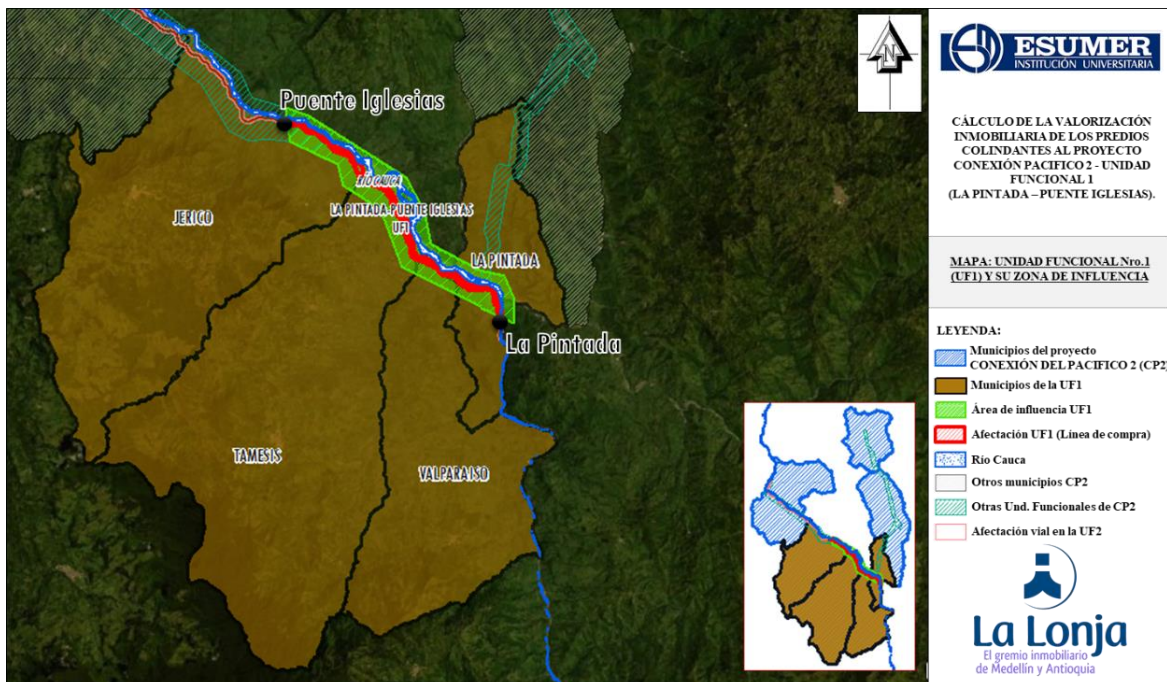 Puente Iglesias
RÍO CAUCA
LA PINTADA-PUENTE IGLESIAS
UF1
JERICO
LA PINTADA
La Pintada
TAMESIS
VALPARAISO
N
ESUMER
INSTITUCIÓN UNIVERSITARIA
CÁLCULO DE LA VALORIZACIÓN
INMOBILIARIA DE LOS PREDIOS
COLINDANTES AL PROYECTO
CONEXIÓN PACIFICO 2 - UNIDAD
FUNCIONAL 1
(LA PINTADA – PUENTE IGLESIAS).
MAPA: UNIDAD FUNCIONAL Nro.1
(UF1) Y SU ZONA DE INFLUENCIA
LEYENDA:
Municipios del proyecto
CONEXIÓN DEL PACIFICO 2 (CP2)
Municipios de la UF1
Área de influencia UF1
Afectación UF1 (Línea de compra)
Río Cauca
Otros municipios CP2
Otras Und. Funcionales de CP2
Afectación vial en la UF2
La Lonja
El gremio inmobiliario
de Medellín y Antioquia